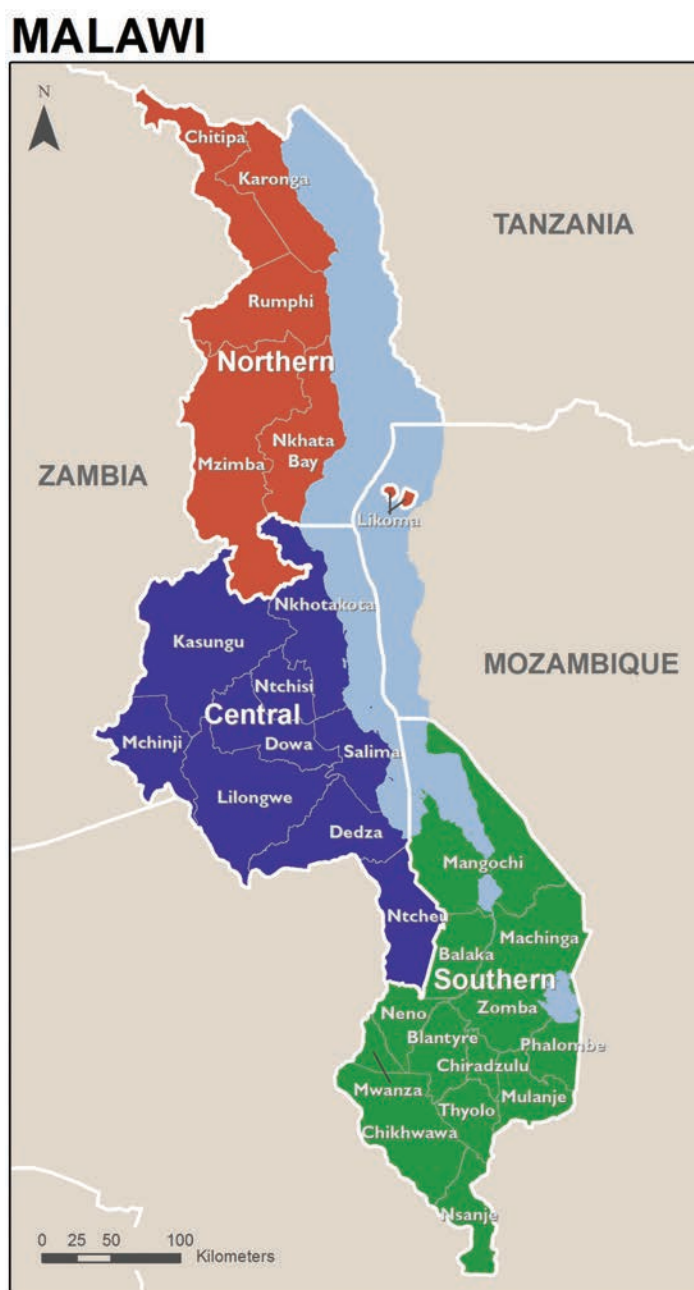 MALAWI
N
Chitipa
Karonga
TANZANIA
Rumphi
Northern
Nkhata
Bay
Mzimba
ZAMBIA
Likoma
Nkhotakota
Kasungu
MOZAMBIQUE
Ntchisi
Central
Mchinji
Dowa
Salima
Lilongwe
Dedza
Mangochi
Ntcheu
Machinga
Balaka
Southern
Zomba
Neno
Blantyre
Phalombe
Chiradzulu
Mwanza
Mulanje
Thyolo
Chikhwawa
Nsanje
0 25 50 100
Kilometers